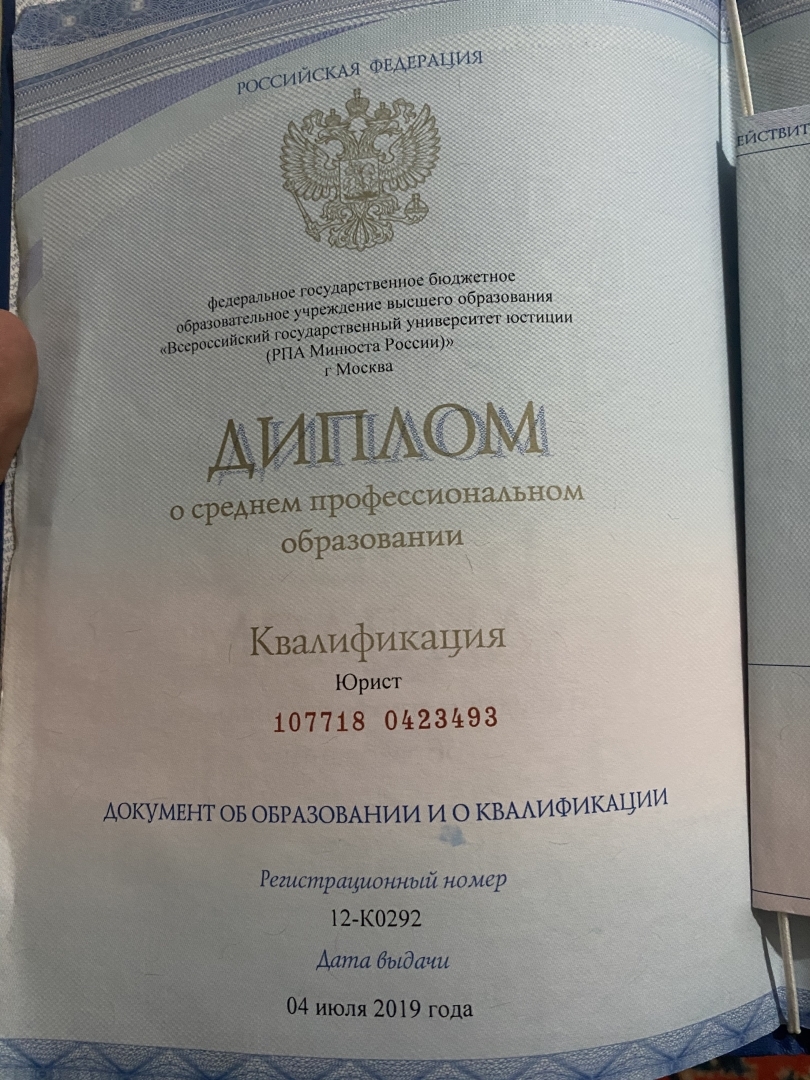 РОССИЙСКАЯ ФЕДЕРАЦИЯ
федеральное государственное бюджетное
образовательное учреждение высшего образования
«Всероссийский государственный университет юстиции
(РПА Минюста России)»
г Москва
ДИПЛОМ
о среднем профессиональном
образовании
Квалификация
Юрист
107718 0423493
ДОКУМЕНТ ОБ ОБРАЗОВАНИИ И О КВАЛИФИКАЦИИ
Регистрационный номер
12-К0292
Дата выдачи
04 июля 2019 года
ЕЙСТВИТ